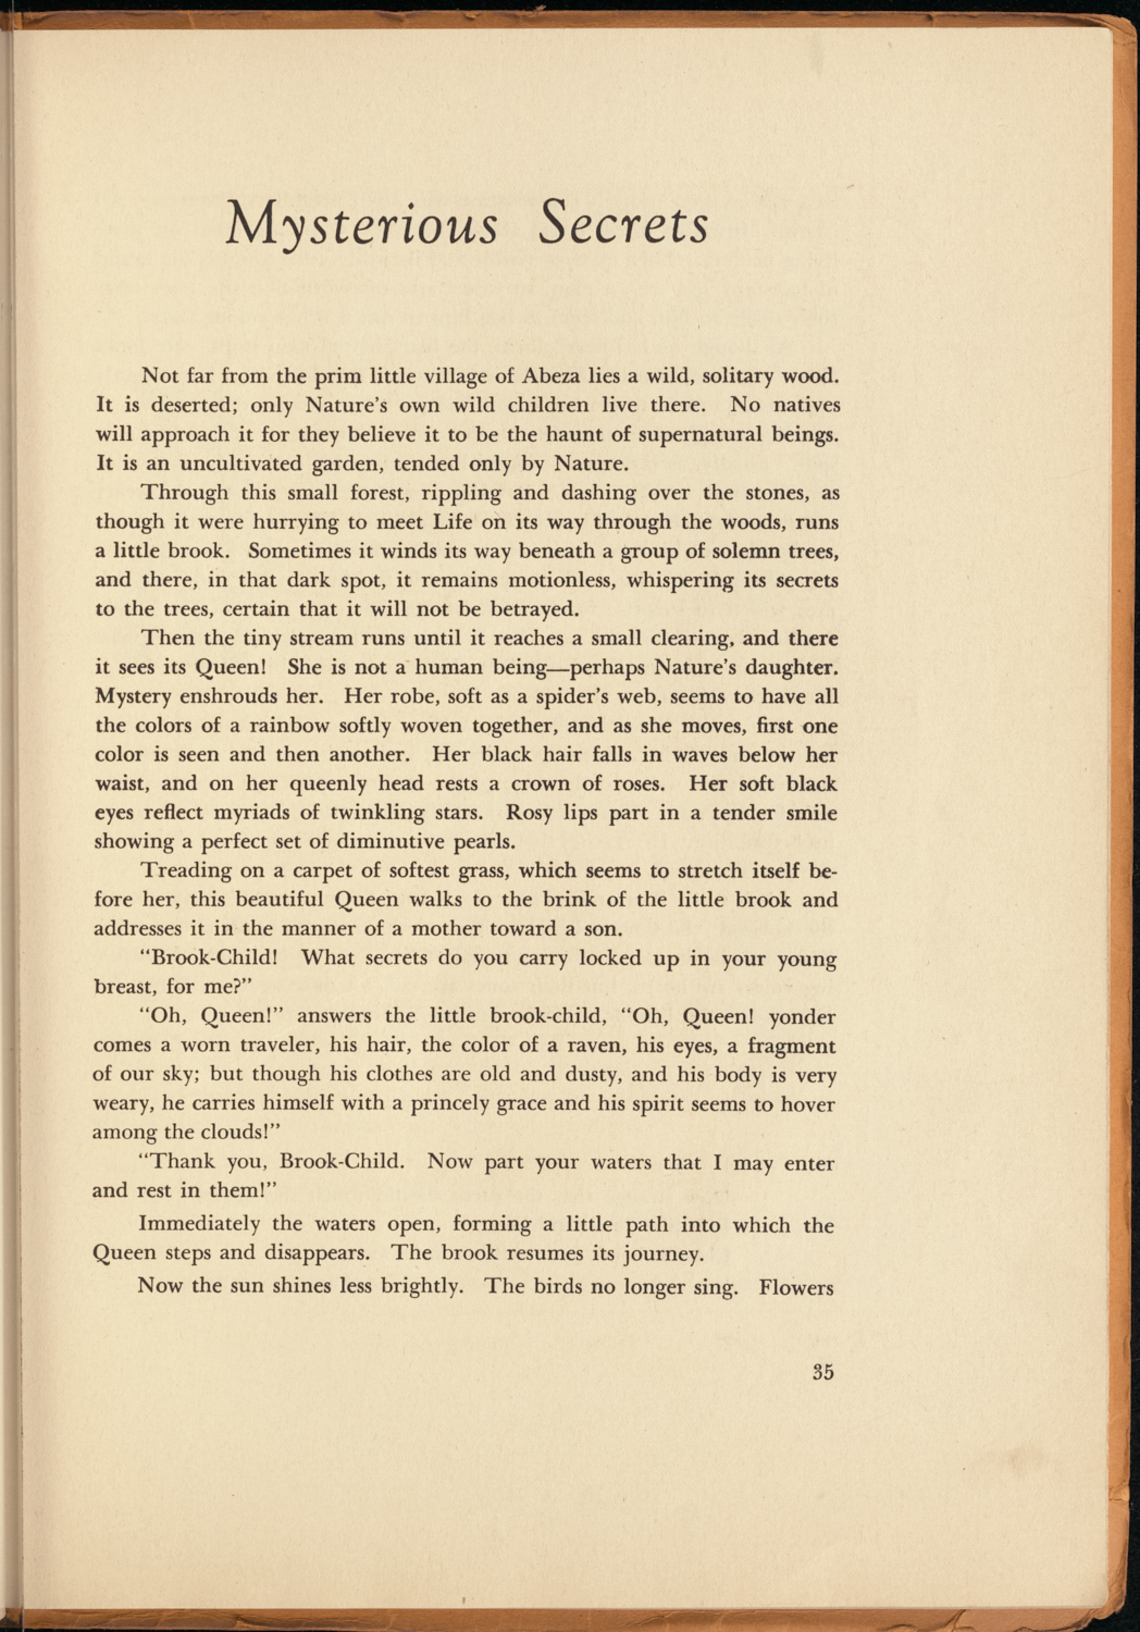 Mysterious Secrets
Not far from the prim little village of Abeza lies a wild, solitary wood.
It is deserted; only Nature's own wild children live there. No natives
will approach it for they believe it to be the haunt of supernatural beings.
It is an uncultivated garden, tended only by Nature.
Through this small forest, rippling and dashing over the stones, as
though it were hurrying to meet Life on its way through the woods, runs
a little brook. Sometimes it winds its way beneath a group of solemn trees,
and there, in that dark spot, it remains motionless, whispering its secrets
to the trees, certain that it will not be betrayed.
Then the tiny stream runs until it reaches a small clearing, and there
it sees its Queen! She is not a human being—perhaps Nature's daughter.
Mystery enshrouds her. Her robe, soft as a spider's web, seems to have all
the colors of a rainbow softly woven together, and as she moves, first one
color is seen and then another. Her black hair falls in waves below her
waist, and on her queenly head rests a crown of roses. Her soft black
eyes reflect myriads of twinkling stars. Rosy lips part in a tender smile
showing a perfect set of diminutive pearls.
Treading on a carpet of softest grass, which seems to stretch itself be-
fore her, this beautiful Queen walks to the brink of the little brook and
addresses it in the manner of a mother toward a son.
"Brook-Child! What secrets do you carry locked up in your young
breast, for me?"
"Oh, Queen!" answers the little brook-child, "Oh, Queen! yonder
comes a worn traveler, his hair, the color of a raven, his eyes, a fragment
of our sky; but though his clothes are old and dusty, and his body is very
weary, he carries himself with a princely grace and his spirit seems to hover
among the clouds!"
"Thank you, Brook-Child. Now part your waters that I may enter
and rest in them!"
Immediately the waters open, forming a little path into which the
Queen steps and disappears. The brook resumes its journey.
Now the sun shines less brightly. The birds no longer sing. Flowers
35